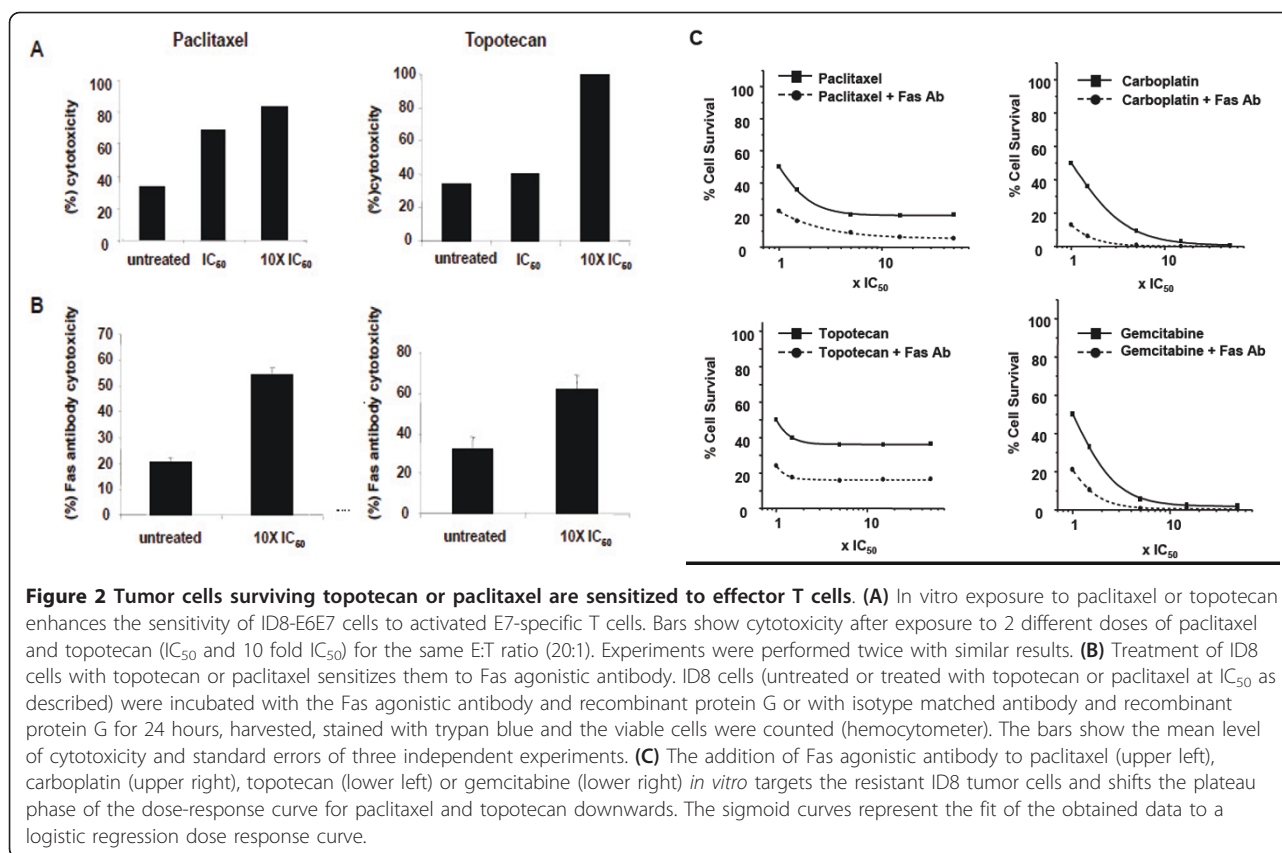 A
Paclitaxel
Topotecan
(%) cytotoxicity
100
80
60
40
20
0
untreated
IC50
10X IC50
(%)cytotoxicity
100
80
60
40
20
0
untreated
IC50
10X IC50
B
(%) Fas antibody cytotoxicity
70
60
50
40
30
20
10
0
untreated
10X IC50
(%) Fas antibody cytotoxicity
80
60
40
20
0
untreated
10X IC50
C
Paclitaxel
Paclitaxel + Fas Ab
% Cell Survival
100
80
60
40
20
0
1
10
x IC50
Carboplatin
Carboplatin + Fas Ab
% Cell Survival
100
80
60
40
20
0
1
10
x IC50
Topotecan
Topotecan + Fas Ab
% Cell Survival
100
80
60
40
20
0
1
10
x IC50
Gemcitabine
Gemcitabine + Fas Ab
% Cell Survival
100
80
60
40
20
0
1
10
x IC50
Figure 2 Tumor cells surviving topotecan or paclitaxel are sensitized to effector T cells. (A) In vitro exposure to paclitaxel or topotecan
enhances the sensitivity of ID8-E6E7 cells to activated E7-specific T cells. Bars show cytotoxicity after exposure to 2 different doses of paclitaxel
and topotecan (IC50 and 10 fold IC50) for the same E:T ratio (20:1). Experiments were performed twice with similar results. (B) Treatment of ID8
cells with topotecan or paclitaxel sensitizes them to Fas agonistic antibody. ID8 cells (untreated or treated with topotecan or paclitaxel at IC50 as
described) were incubated with the Fas agonistic antibody and recombinant protein G or with isotype matched antibody and recombinant
protein G for 24 hours, harvested, stained with trypan blue and the viable cells were counted (hemocytometer). The bars show the mean level
of cytotoxicity and standard errors of three independent experiments. (C) The addition of Fas agonistic antibody to paclitaxel (upper left),
carboplatin (upper right), topotecan (lower left) or gemcitabine (lower right) in vitro targets the resistant ID8 tumor cells and shifts the plateau
phase of the dose-response curve for paclitaxel and topotecan downwards. The sigmoid curves represent the fit of the obtained data to a
logistic regression dose response curve.